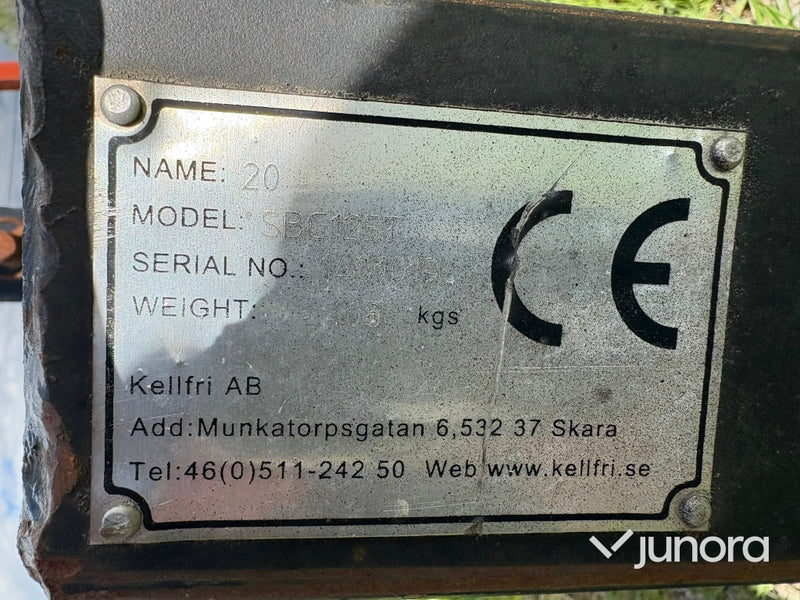 NAME: 20
MODEL:
SERIAL NO.:
WEIGHT: kgs
CE
Kellfri AB
Add:Munkatorpsgatan 6,532 37 Skara
Tel:46(0)511-242 50 Web www.kellfri.se
junora